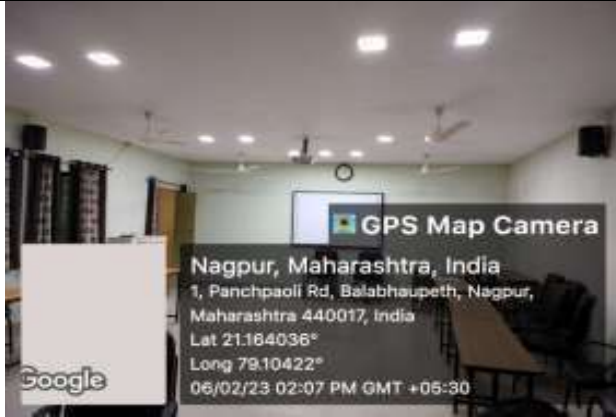 GPS Map Camera
Nagpur, Maharashtra, India
1, Panchpaoli Rd, Balabhaupeth, Nagpur,
Maharashtra 440017, India
Lat 21.164036°
Long 79.10422°
06/02/23 02:07 PM GMT +05:30
Google